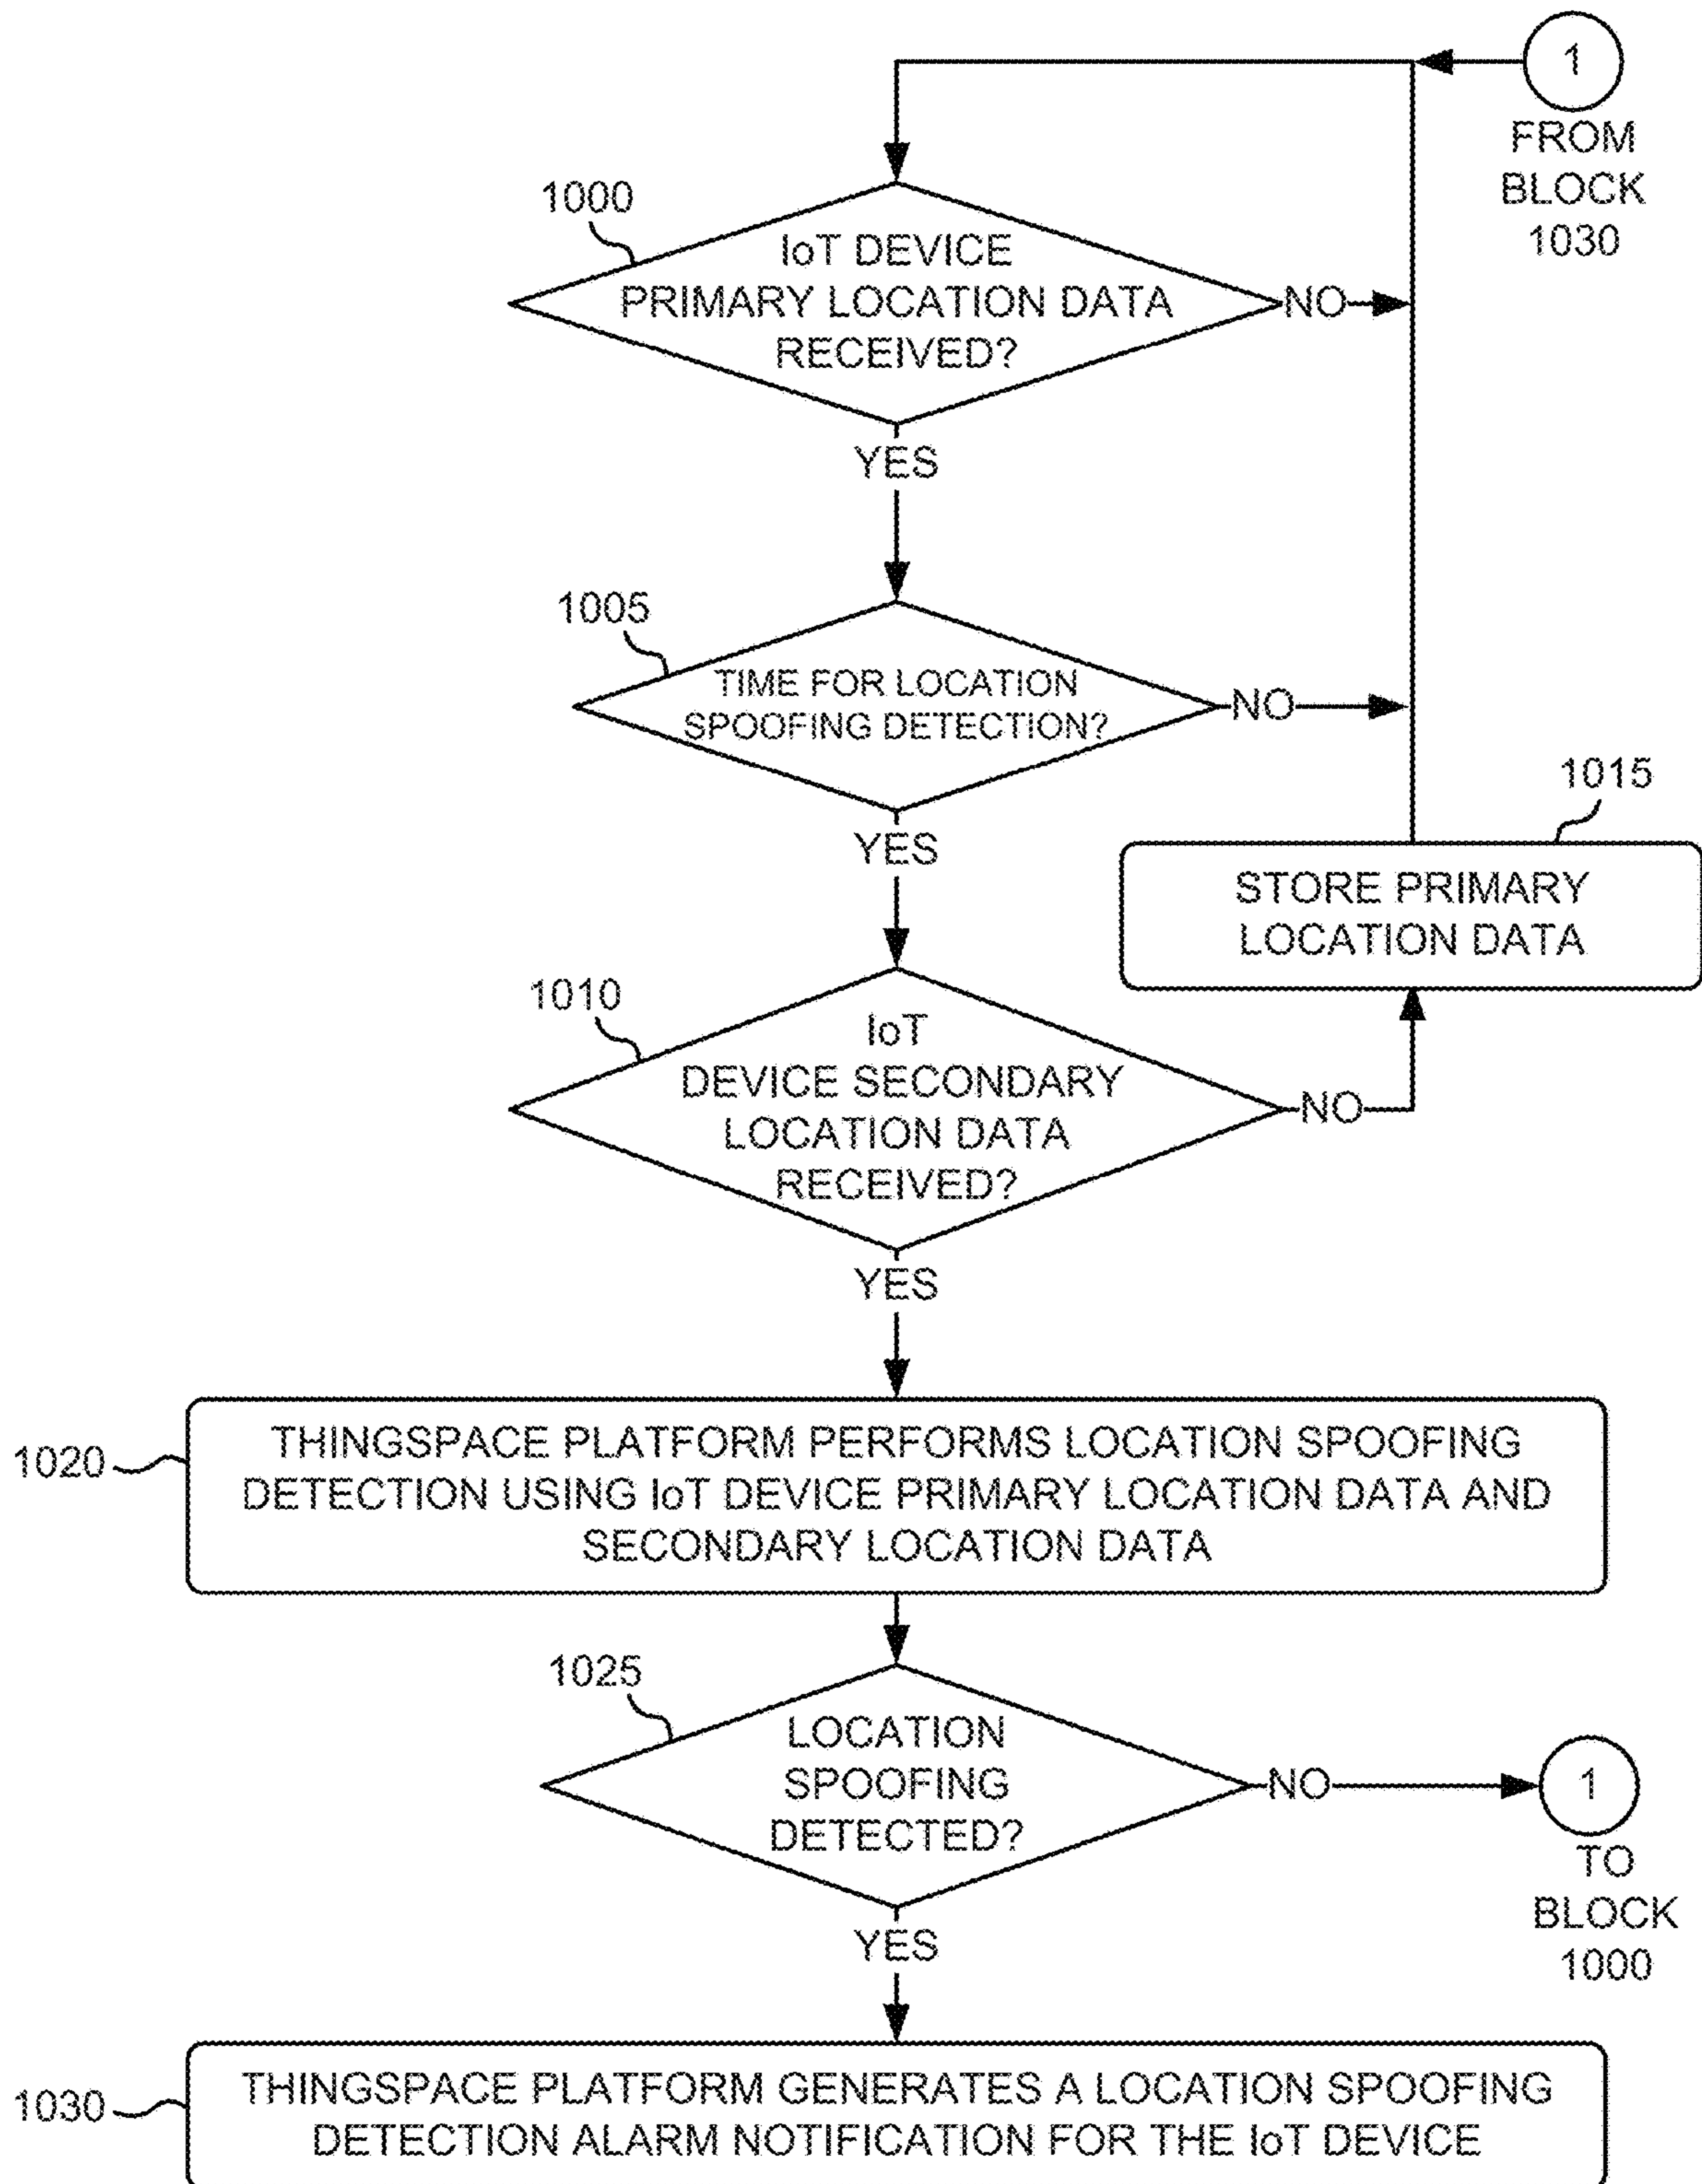 1
FROM
BLOCK
1030
1000
IoT DEVICE
PRIMARY LOCATION DATA
RECEIVED?
NO
YES
1005
TIME FOR LOCATION
SPOOFING DETECTION?
NO
YES
1015
STORE PRIMARY
LOCATION DATA
1010
IoT
DEVICE SECONDARY
LOCATION DATA
RECEIVED?
NO
YES
1020
THINGSPACE PLATFORM PERFORMS LOCATION SPOOFING
DETECTION USING IoT DEVICE PRIMARY LOCATION DATA AND
SECONDARY LOCATION DATA
1025
LOCATION
SPOOFING
DETECTED?
NO
1
TO
BLOCK
1000
YES
1030
THINGSPACE PLATFORM GENERATES A LOCATION SPOOFING
DETECTION ALARM NOTIFICATION FOR THE IoT DEVICE